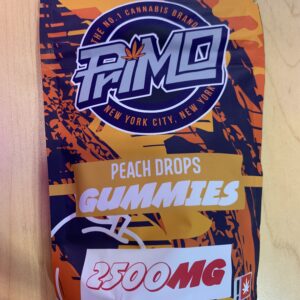 THE NO.1 CANNABIS BRAND
PRIMO
NEW YORK CITY, NEW YORK
PEACH DROPS
GUMMIES
2500MG